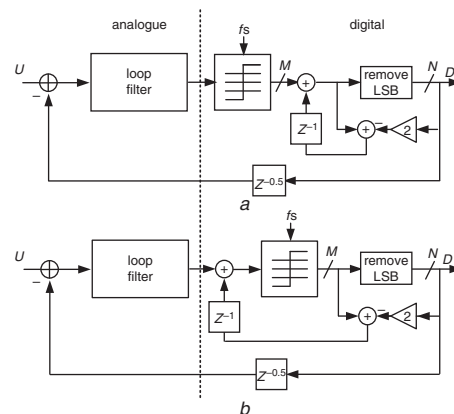 analogue digital
fs
U loop
filter M + remove
LSB N D
−
Z−1 + − 2
Z−0.5
a
fs
U loop
filter + M remove
LSB N D
−
Z−1 + − 2
Z−0.5
b